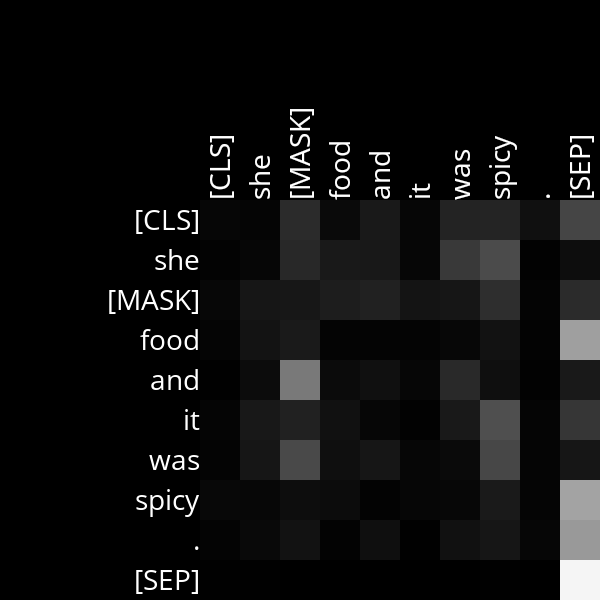 [CLS] she [MASK] food and it was spicy . [SEP]
[CLS]
she
[MASK]
food
and
it
was
spicy
.
[SEP]